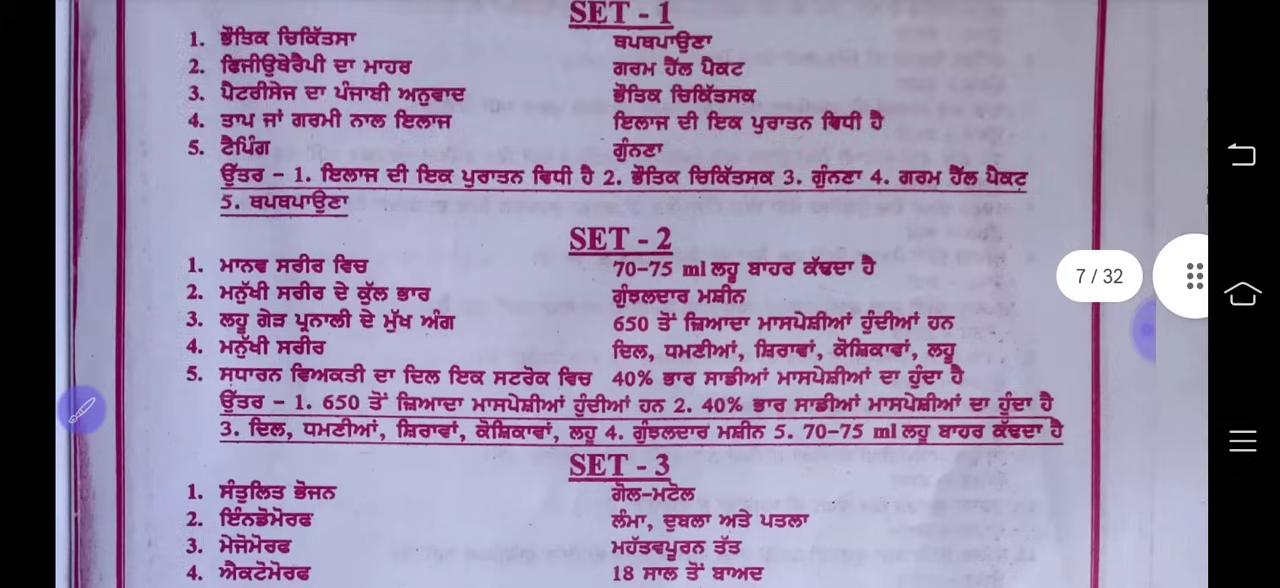 SET - 1
1. ਭੌਤਿਕ ਚਿਕਿੱਤਸਾ ਥਪਥਪਾਉਣਾ
2. ਫਿਜੀਉਥੇਰੈਪੀ ਦਾ ਮਾਹਰ ਗਰਮ ਹੈੱਲ ਪੈਕਟ
3. ਪੈਟਰੀਸੇਜ ਦਾ ਪੰਜਾਬੀ ਅਨੁਵਾਦ ਭੌਤਿਕ ਚਿਕਿੱਤਸਕ
4. ਤਾਪ ਜਾਂ ਗਰਮੀ ਨਾਲ ਇਲਾਜ ਇਲਾਜ ਦੀ ਇਕ ਪੁਰਾਤਨ ਵਿਧੀ ਹੈ
5. ਟੈਪਿੰਗ ਗੁੰਨਣਾ
ਉੱਤਰ - 1. ਇਲਾਜ ਦੀ ਇਕ ਪੁਰਾਤਨ ਵਿਧੀ ਹੈ 2. ਭੌਤਿਕ ਚਿਕਿੱਤਸਕ 3. ਗੁੰਨਣਾ 4. ਗਰਮ ਹੈੱਲ ਪੈਕਟ
5. ਥਪਥਪਾਉਣਾ
SET - 2
1. ਮਾਨਵ ਸਰੀਰ ਵਿਚ 70-75 ml ਲਹੂ ਬਾਹਰ ਕੱਢਦਾ ਹੈ
2. ਮਨੁੱਖੀ ਸਰੀਰ ਦੇ ਕੁੱਲ ਭਾਰ ਗੁੰਝਲਦਾਰ ਮਸ਼ੀਨ
3. ਲਹੂ ਗੇੜ ਪ੍ਰਨਾਲੀ ਦੇ ਮੁੱਖ ਅੰਗ 650 ਤੋਂ ਜ਼ਿਆਦਾ ਮਾਸਪੇਸ਼ੀਆਂ ਹੁੰਦੀਆਂ ਹਨ
4. ਮਨੁੱਖੀ ਸਰੀਰ ਦਿਲ, ਧਮਣੀਆਂ, ਸ਼ਿਰਾਵਾਂ, ਕੋਸ਼ਿਕਾਵਾਂ, ਲਹੂ
5. ਸਧਾਰਨ ਵਿਅਕਤੀ ਦਾ ਦਿਲ ਇਕ ਸਟਰੋਕ ਵਿਚ 40% ਭਾਰ ਸਾਡੀਆਂ ਮਾਸਪੇਸ਼ੀਆਂ ਦਾ ਹੁੰਦਾ ਹੈ
ਉੱਤਰ - 1. 650 ਤੋਂ ਜ਼ਿਆਦਾ ਮਾਸਪੇਸ਼ੀਆਂ ਹੁੰਦੀਆਂ ਹਨ 2. 40% ਭਾਰ ਸਾਡੀਆਂ ਮਾਸਪੇਸ਼ੀਆਂ ਦਾ ਹੁੰਦਾ ਹੈ
3. ਦਿਲ, ਧਮਣੀਆਂ, ਸ਼ਿਰਾਵਾਂ, ਕੋਸ਼ਿਕਾਵਾਂ, ਲਹੂ 4. ਗੁੰਝਲਦਾਰ ਮਸ਼ੀਨ 5. 70-75 ml ਲਹੂ ਬਾਹਰ ਕੱਢਦਾ ਹੈ
SET - 3
1. ਸੰਤੁਲਿਤ ਭੋਜਨ ਗੋਲ-ਮਟੋਲ
2. ਇੰਨਡੋਮੋਰਫ ਲੰਮਾ, ਦੁਬਲਾ ਅਤੇ ਪਤਲਾ
3. ਮੇਜੋਮੋਰਫ ਮਹੱਤਵਪੂਰਨ ਤੱਤ
4. ਐਕਟੋਮੋਰਫ 18 ਸਾਲ ਤੋਂ ਬਾਅਦ
7 / 32